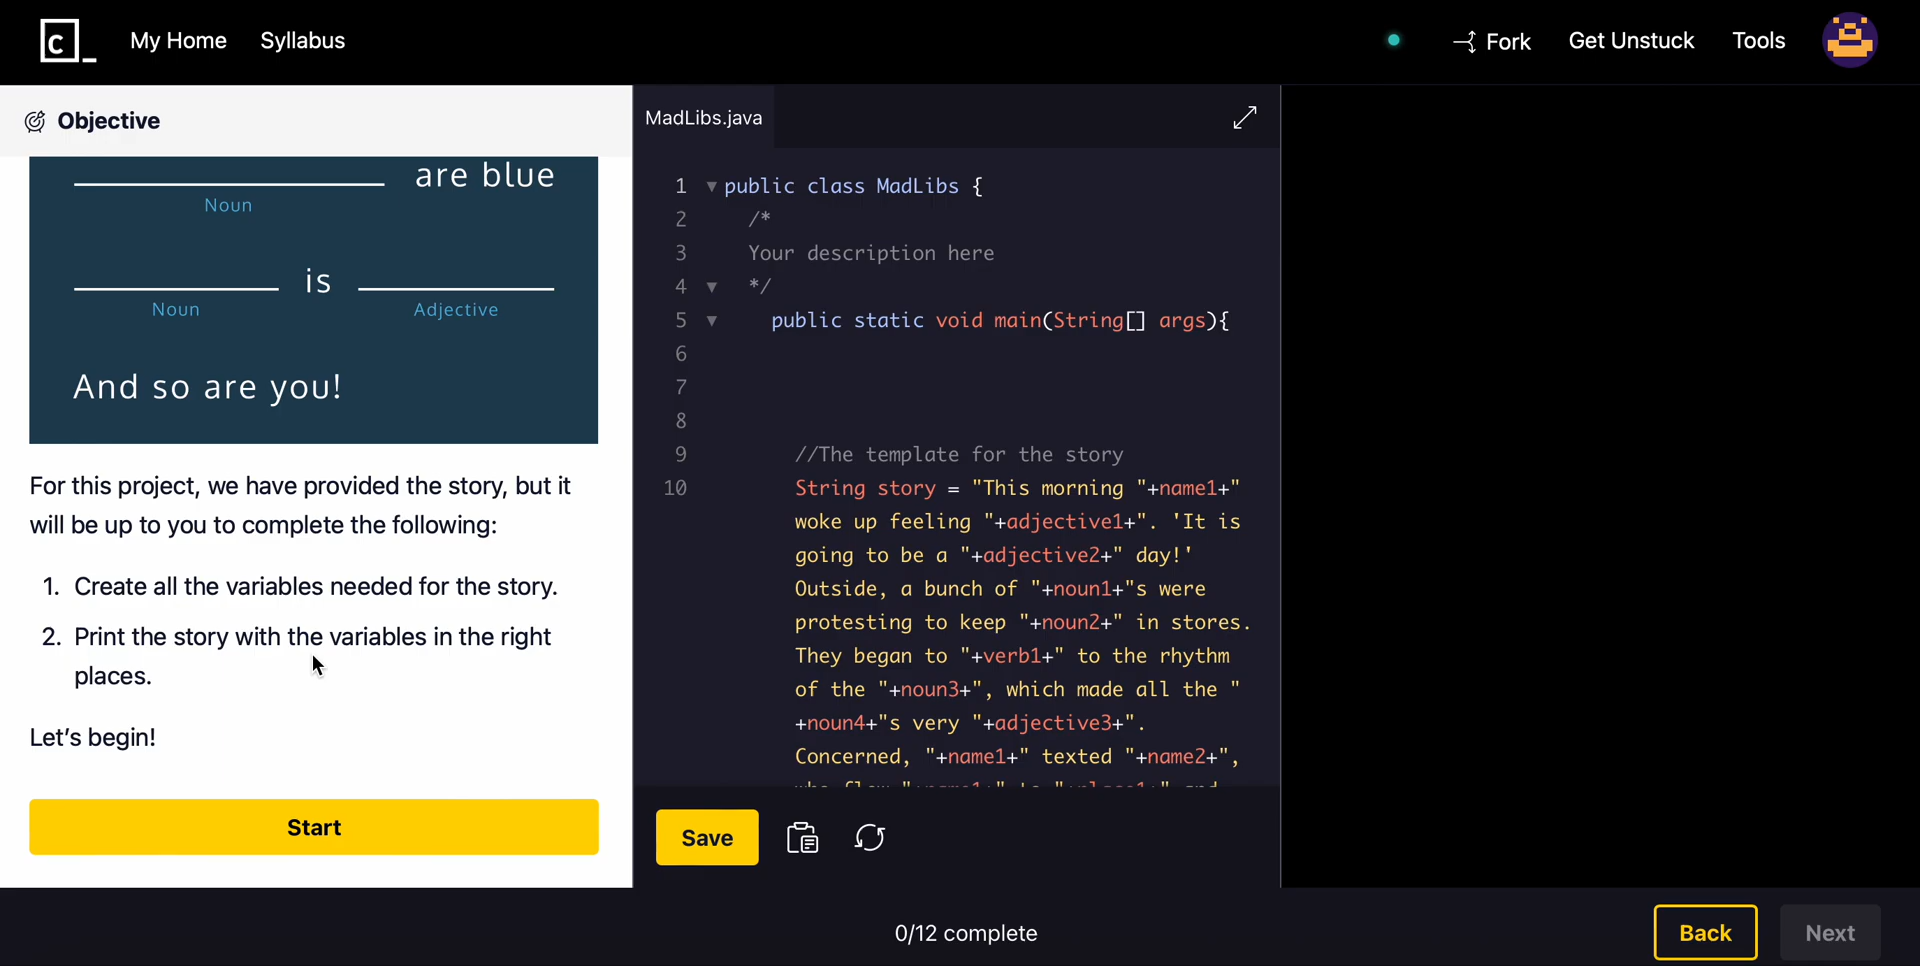 c
My Home
Syllabus
Fork
Get Unstuck
Tools
Objective
are blue
Noun
is
Noun
Adjective
And so are you!
For this project, we have provided the story, but it
will be up to you to complete the following:
1. Create all the variables needed for the story.
2. Print the story with the variables in the right
places.
Let's begin!
Start
MadLibs.java
1 public class MadLibs {
2 /*
3 Your description here
4 */
5 public static void main(String[] args){
6
7
8
9 //The template for the story
10 String story = "This morning "+name1+"
woke up feeling "+adjective1+". 'It is
going to be a "+adjective2+" day!'
Outside, a bunch of "+noun1+"s were
protesting to keep "+noun2+" in stores.
They began to "+verb1+" to the rhythm
of the "+noun3+", which made all the "
+noun4+"s very "+adjective3+".
Concerned, "+name1+" texted "+name2+",
Save
0/12 complete
Back
Next